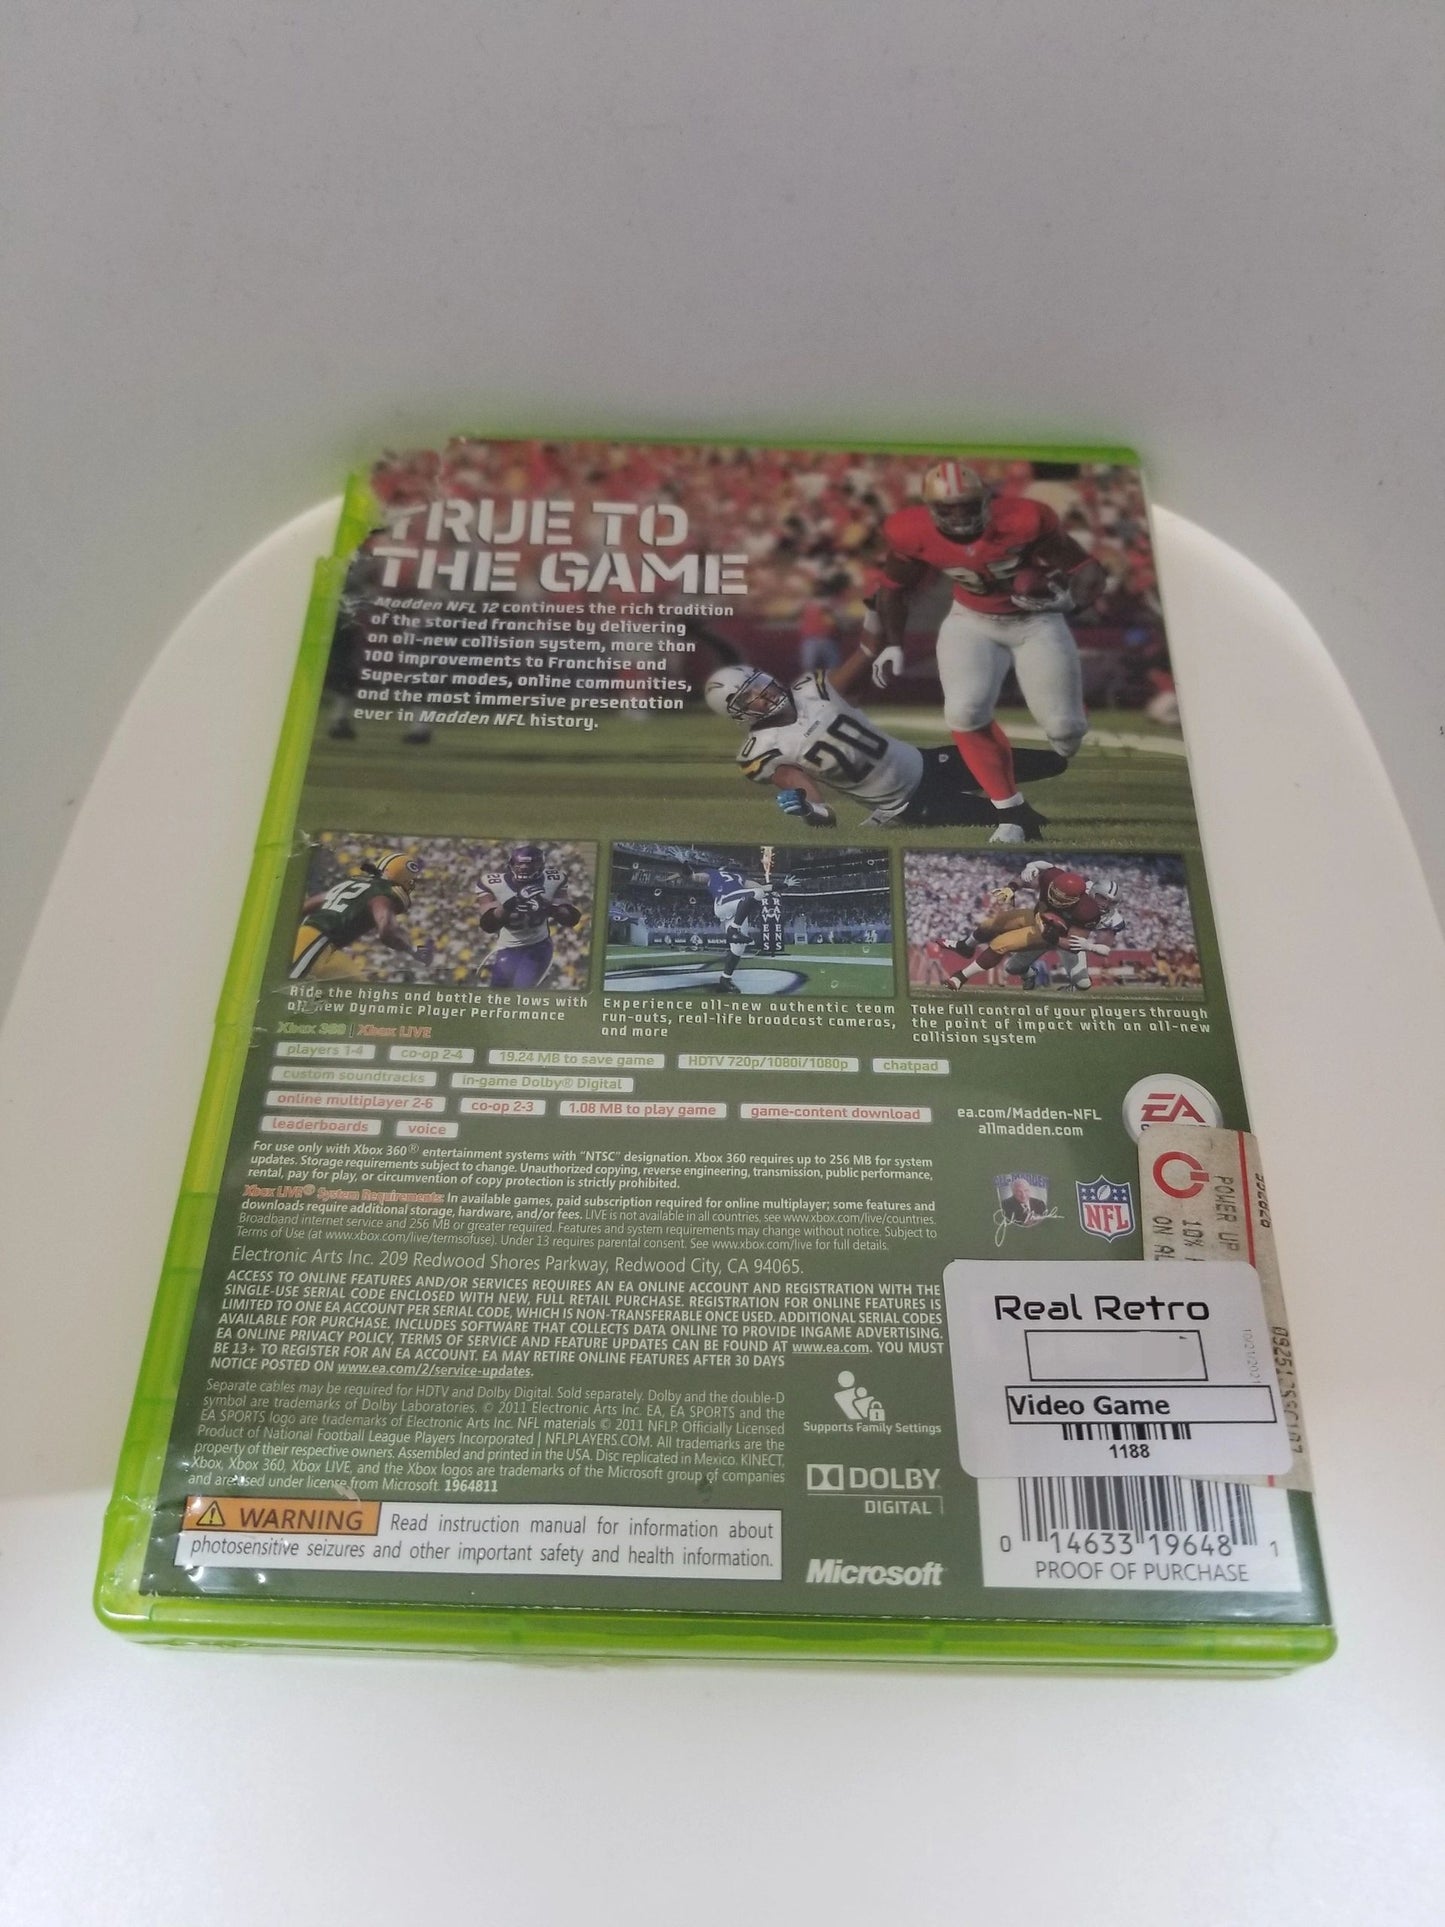 TRUE TO
THE GAME
Madden NFL 12 continues the rich tradition
of the storied franchise by delivering
an all-new collision system, more than
100 improvements to Franchise and
Superstar modes, online communities,
and the most immersive presentation
ever in Madden NFL history.
20
42
28
28
RAVENS
RAVENS
Ride the highs and battle the lows with
all-new Dynamic Player Performance
Experience all-new authentic team
run-outs, real-life broadcast cameras,
and more
Take full control of your players through
the point of impact with an all-new
collision system
Xbox 360 | Xbox LIVE
players 1-4 co-op 2-4 19.24 MB to save game HDTV 720p/1080i/1080p chatpad
custom soundtracks in-game Dolby® Digital
online multiplayer 2-6 co-op 2-3 1.08 MB to play game game-content download
leaderboards voice
ea.com/Madden-NFL
allmadden.com
EA
For use only with Xbox 360® entertainment systems with "NTSC" designation. Xbox 360 requires up to 256 MB for system
updates. Storage requirements subject to change. Unauthorized copying, reverse engineering, transmission, public performance,
rental, pay for play, or circumvention of copy protection is strictly prohibited.
Xbox LIVE® System Requirements: In available games, paid subscription required for online multiplayer; some features and
downloads require additional storage, hardware, and/or fees. LIVE is not available in all countries, see www.xbox.com/live/countries.
Broadband internet service and 256 MB or greater required. Features and system requirements may change without notice. Subject to
Terms of Use (at www.xbox.com/live/termsofuse). Under 13 requires parental consent. See www.xbox.com/live for full details.
NFL
POWER UP
10%
ON AL
Electronic Arts Inc. 209 Redwood Shores Parkway, Redwood City, CA 94065.
ACCESS TO ONLINE FEATURES AND/OR SERVICES REQUIRES AN EA ONLINE ACCOUNT AND REGISTRATION WITH THE
SINGLE-USE SERIAL CODE ENCLOSED WITH NEW, FULL RETAIL PURCHASE. REGISTRATION FOR ONLINE FEATURES IS
LIMITED TO ONE EA ACCOUNT PER SERIAL CODE, WHICH IS NON-TRANSFERABLE ONCE USED. ADDITIONAL SERIAL CODES
AVAILABLE FOR PURCHASE. INCLUDES SOFTWARE THAT COLLECTS DATA ONLINE TO PROVIDE INGAME ADVERTISING.
EA ONLINE PRIVACY POLICY, TERMS OF SERVICE AND FEATURE UPDATES CAN BE FOUND AT www.ea.com. YOU MUST
BE 13+ TO REGISTER FOR AN EA ACCOUNT. EA MAY RETIRE ONLINE FEATURES AFTER 30 DAYS
NOTICE POSTED ON www.ea.com/2/service-updates.
Separate cables may be required for HDTV and Dolby Digital. Sold separately. Dolby and the double-D
symbol are trademarks of Dolby Laboratories. © 2011 Electronic Arts Inc. EA, EA SPORTS and the
EA SPORTS logo are trademarks of Electronic Arts Inc. NFL materials © 2011 NFLP. Officially Licensed
Product of National Football League Players Incorporated | NFLPLAYERS.COM. All trademarks are the
property of their respective owners. Assembled and printed in the USA. Disc replicated in Mexico. KINECT,
Xbox, Xbox 360, Xbox LIVE, and the Xbox logos are trademarks of the Microsoft group of companies
and are used under license from Microsoft. 1964811
Supports Family Settings
DOLBY
DIGITAL
Microsoft
Real Retro
Video Game
1188
0 14633 19648 1
PROOF OF PURCHASE
WARNING Read instruction manual for information about
photosensitive seizures and other important safety and health information.